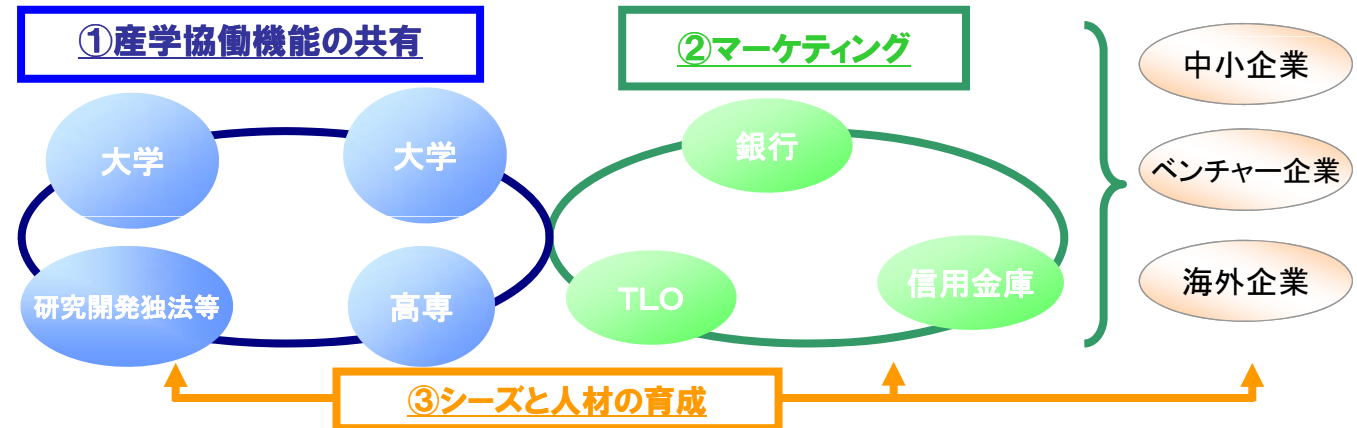 ①産学協働機能の共有
②マーケティング
大学
大学
研究開発独法等
高専
銀行
TLO
信用金庫
中小企業
ベンチャー企業
海外企業
③シーズと人材の育成